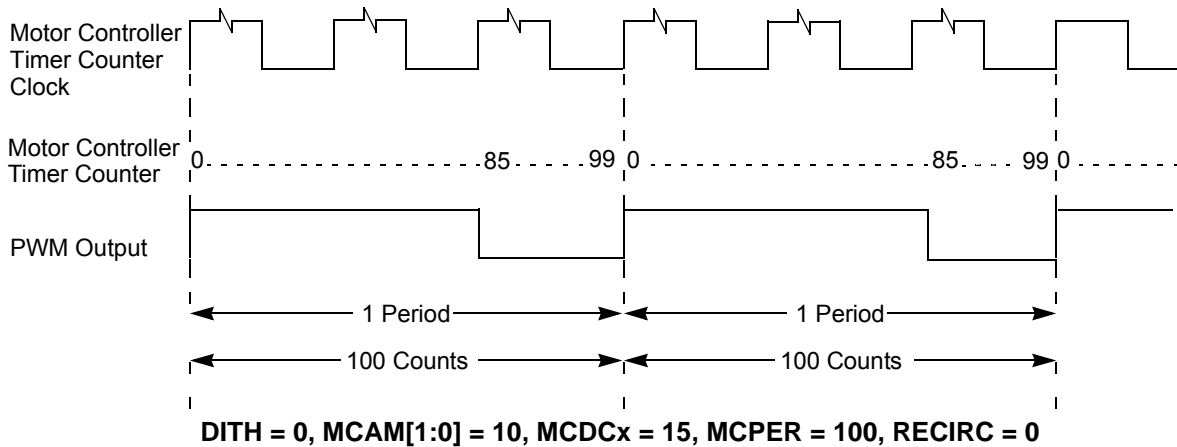 Motor Controller
Timer Counter
Clock
Motor Controller
Timer Counter
0 85 99 0 85 99 0
PWM Output
1 Period 1 Period
100 Counts 100 Counts
DITH = 0, MCAM[1:0] = 10, MCDCx = 15, MCPER = 100, RECIRC = 0